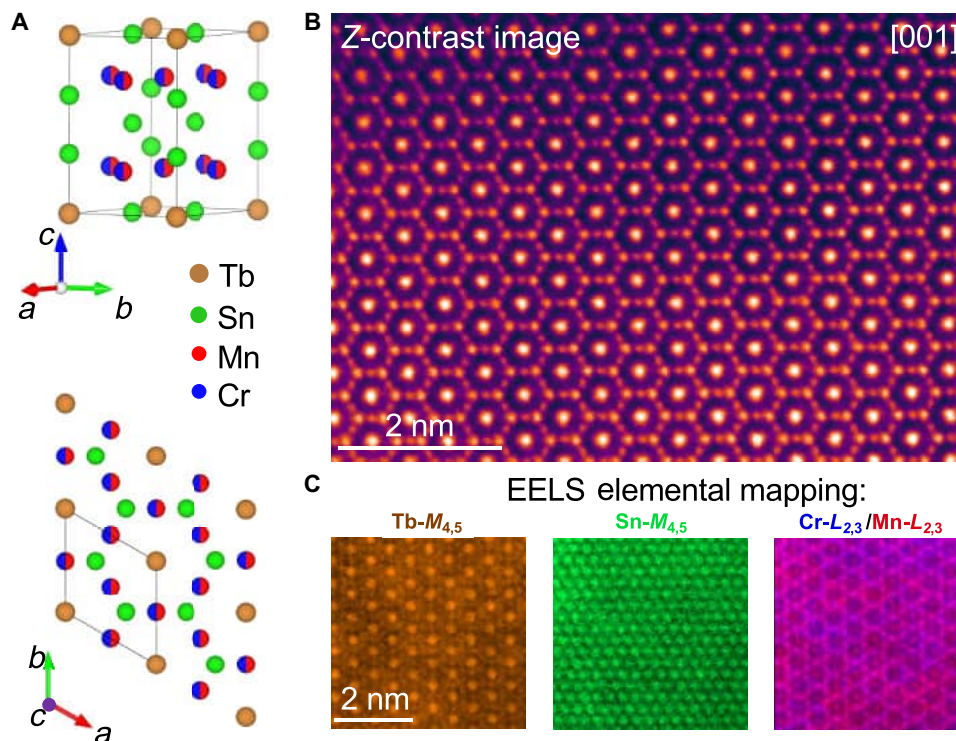 A
c
a
b
Tb
Sn
Mn
Cr
b
c
a
B
Z-contrast image
[001]
2 nm
C
EELS elemental mapping:
Tb-M4,5
Sn-M4,5
Cr-L2,3/Mn-L2,3
2 nm